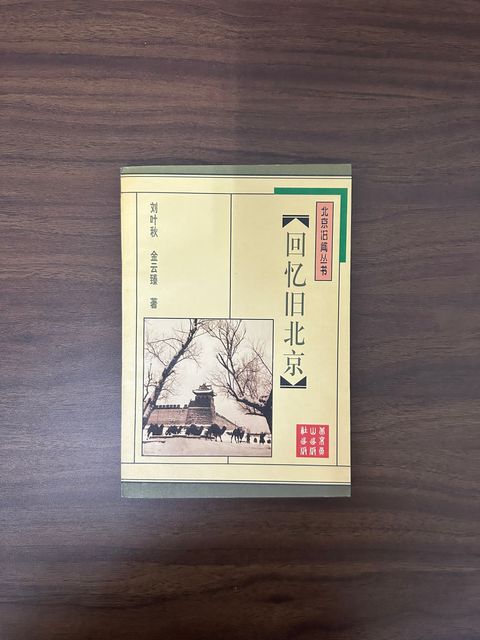 北京旧闻丛书
【回忆旧北京】
刘叶秋 金云臻 著